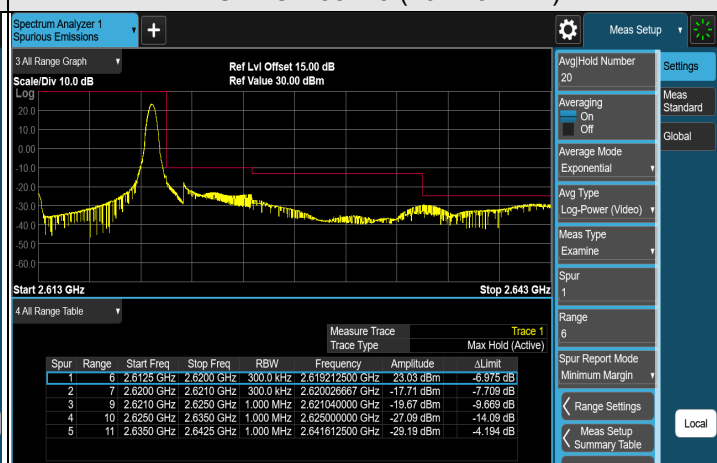 Spectrum Analyzer 1
Spurious Emissions
Meas Setup
3 All Range Graph
Ref Lvl Offset 15.00 dB
Scale/Div 10.0 dB
Ref Value 30.00 dBm
Log
20.0
10.0
0.0
-10.0
-20.0
-30.0
-40.0
-50.0
-60.0
Start 2.613 GHz
Stop 2.643 GHz
4 All Range Table
Measure Trace Trace 1
Trace Type Max Hold (Active)
Spur Range Start Freq Stop Freq RBW Frequency Amplitude ΔLimit
1 6 2.6125 GHz 2.6200 GHz 300.0 kHz 2.619212500 GHz 23.03 dBm -6.975 dB
2 7 2.6200 GHz 2.6210 GHz 300.0 kHz 2.620026667 GHz -17.71 dBm -7.709 dB
3 9 2.6210 GHz 2.6250 GHz 1.000 MHz 2.621040000 GHz -19.67 dBm -9.669 dB
4 10 2.6250 GHz 2.6350 GHz 1.000 MHz 2.625000000 GHz -27.09 dBm -14.09 dB
5 11 2.6350 GHz 2.6425 GHz 1.000 MHz 2.641612500 GHz -29.19 dBm -4.194 dB
Avg|Hold Number
20
Averaging
On
Off
Average Mode
Exponential
Avg Type
Log-Power (Video)
Meas Type
Examine
Spur
1
Range
6
Spur Report Mode
Minimum Margin
Range Settings
Meas Setup
Summary Table
Settings
Meas
Standard
Global
Local